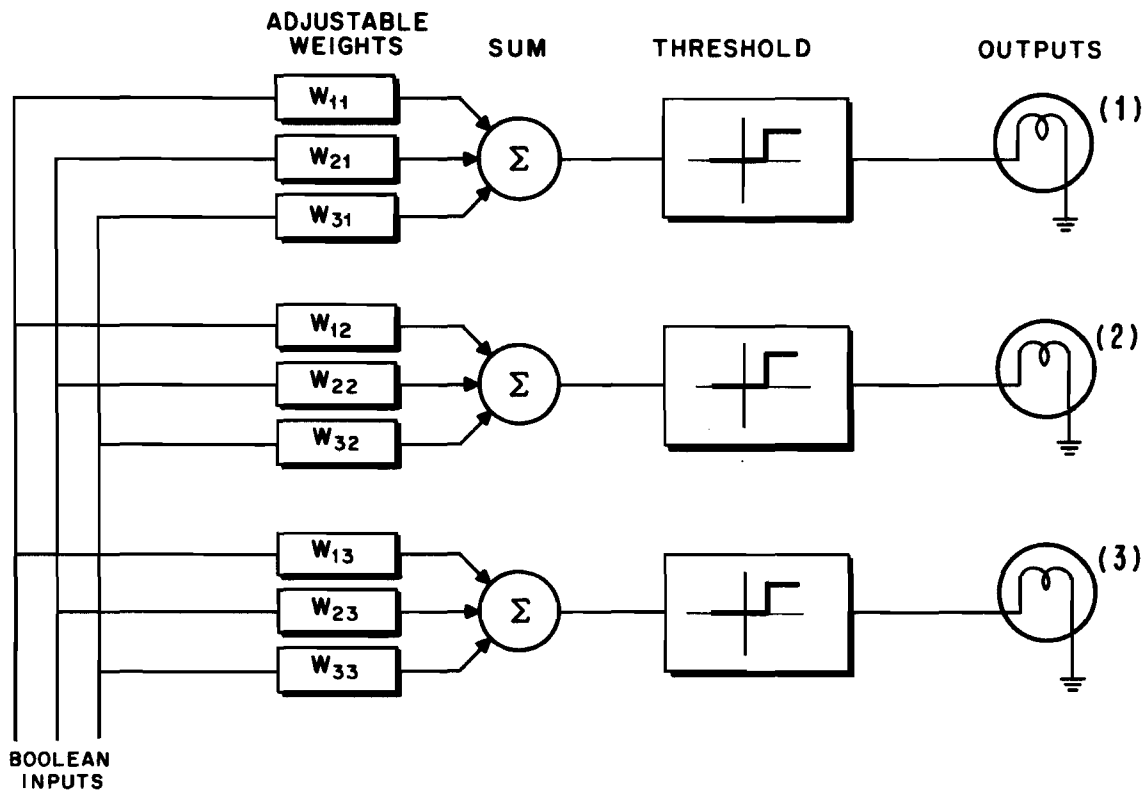 ADJUSTABLE
WEIGHTS
SUM
THRESHOLD
OUTPUTS
W11
W21
W31
Σ
(1)
W12
W22
W32
Σ
(2)
W13
W23
W33
Σ
(3)
BOOLEAN
INPUTS